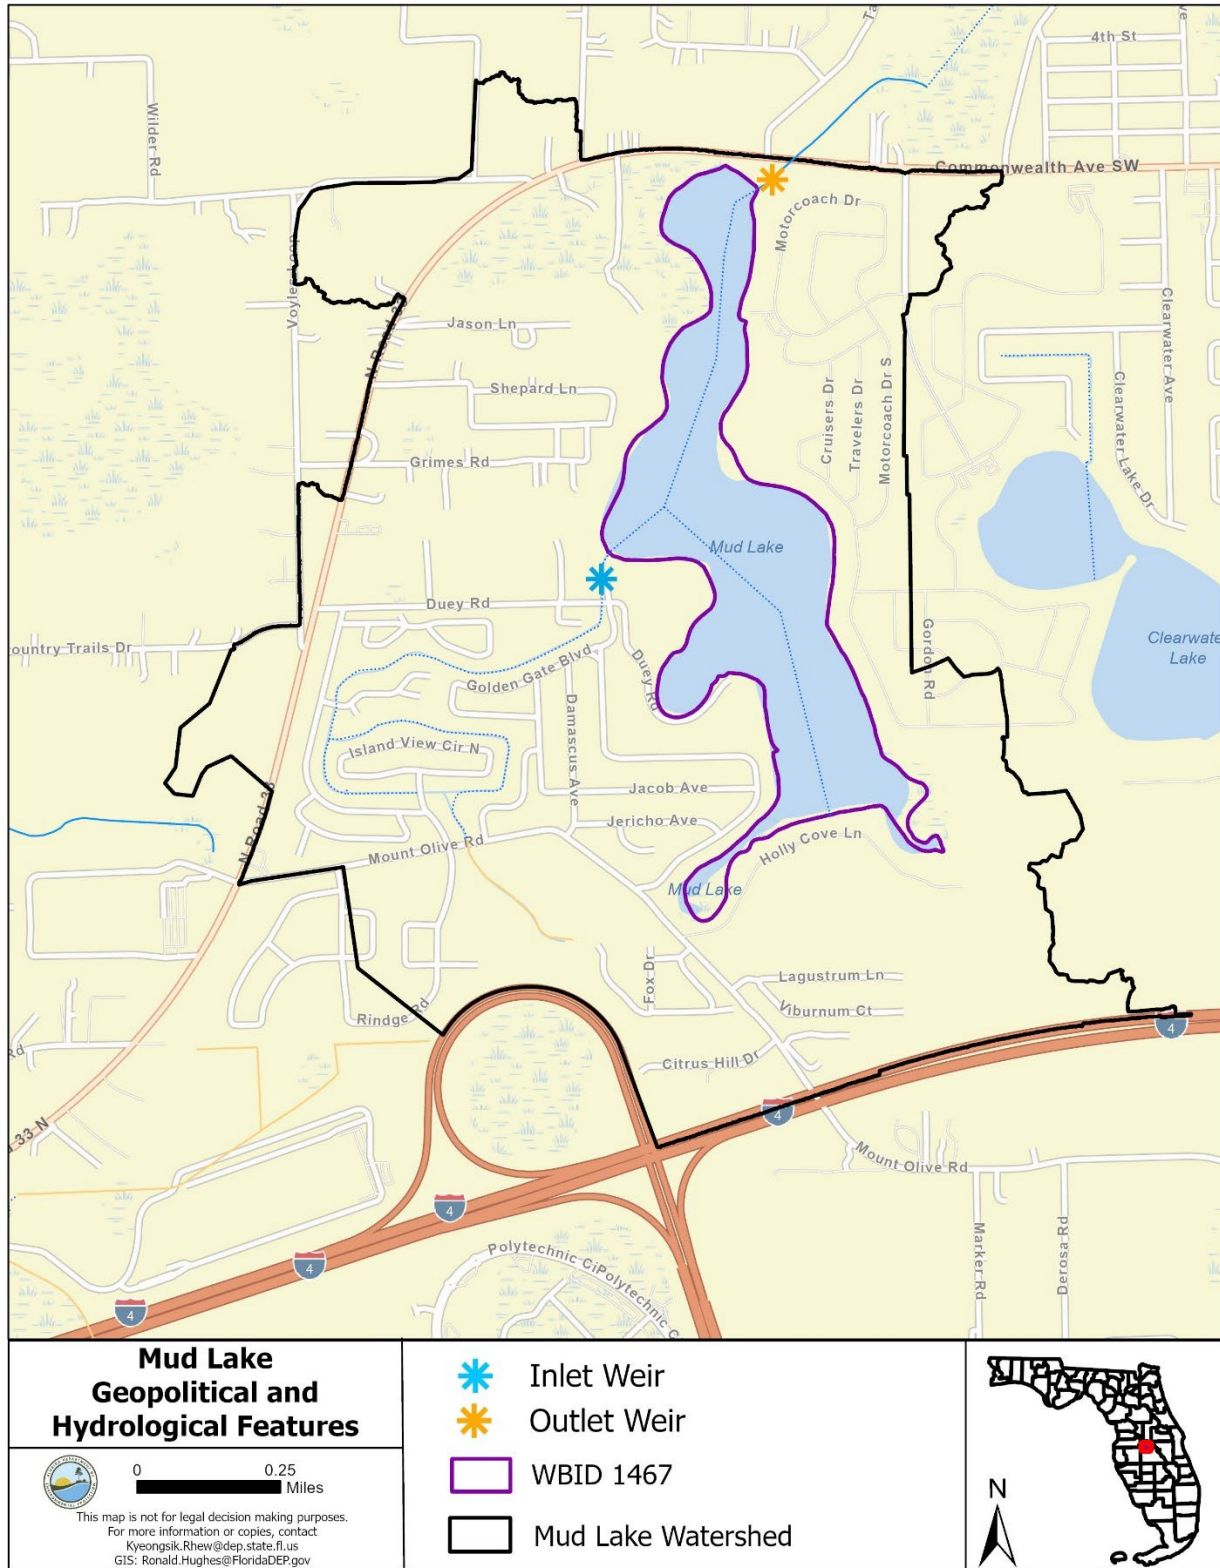 4th St
Wilder Rd
Commonwealth Ave SW
Motorcoach Dr
Voyles Loop
Jason Ln
Shepard Ln
Grimes Rd
Cruisers Dr
Travelers Dr
Motorcoach Dr S
Clearwater Ave
Clearwater Lake Dr
Mud Lake
Duey Rd
ountry Trails Dr
Golden Gate Blvd
Duey Rd
Gordon Rd
Clearwate
Lake
Damascus Ave
Island View Cir N
Jacob Ave
Jericho Ave
Mount Olive Rd
Holly Cove Ln
Mud Lake
Fox Dr
Lagustrum Ln
Viburnum Ct
Rindge Rd
Citrus Hill Dr
4
4
33 N
Mount Olive Rd
4
4
4
Marker Rd
Derosa Rd
Polytechnic Ci
Polytechnic C
Mud Lake
Geopolitical and
Hydrological Features
0 0.25
Miles
This map is not for legal decision making purposes.
For more information or copies, contact
Kyeongsik.Rhew@dep.state.fl.us
GIS: Ronald.Hughes@FloridaDEP.gov
Inlet Weir
Outlet Weir
WBID 1467
Mud Lake Watershed
N